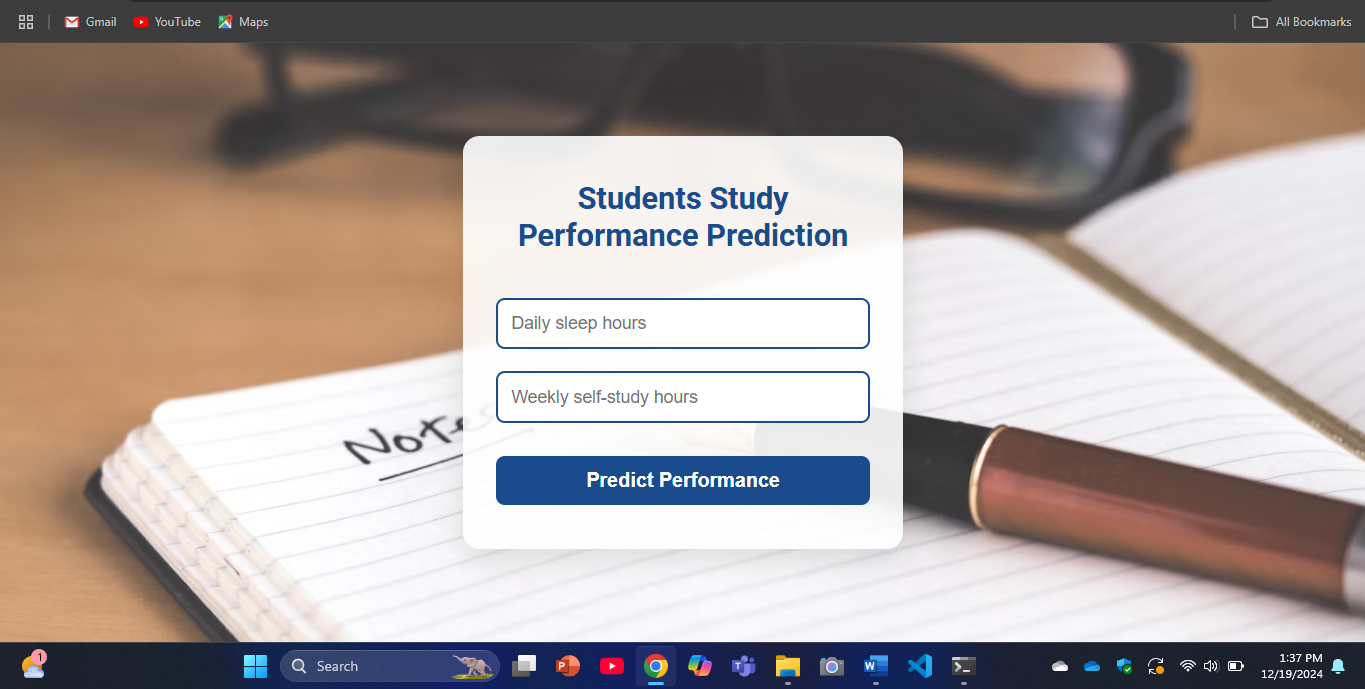 Gmail
YouTube
Maps
All Bookmarks
Students Study
Performance Prediction
Daily sleep hours
Weekly self-study hours
Note
Predict Performance
1
Search
1:37 PM
12/19/2024